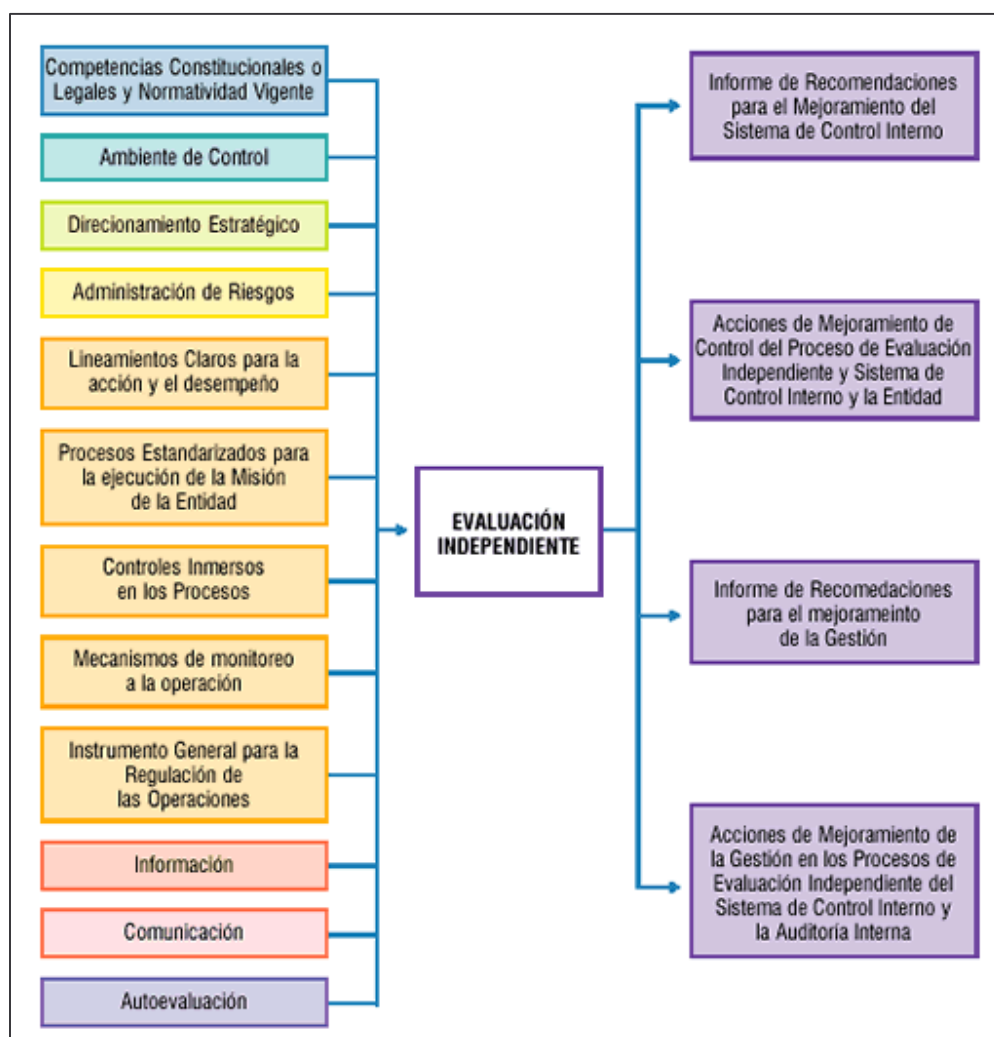 Competencias Constitucionales o
Legales y Normatividad Vigente
Ambiente de Control
Direcionamiento Estratégico
Administración de Riesgos
Lineamientos Claros para la
acción y el desempeño
Procesos Estandarizados para
la ejecución de la Misión
de la Entidad
Controles Inmersos
en los Procesos
Mecanismos de monitoreo
a la operación
Instrumento General para la
Regulación de
las Operaciones
Información
Comunicación
Autoevaluación
EVALUACIÓN
INDEPENDIENTE
Informe de Recomendaciones
para el Mejoramiento del
Sistema de Control Interno
Acciones de Mejoramiento de
Control del Proceso de Evaluación
Independiente y Sistema de
Control Interno y la Entidad
Informe de Recomedaciones
para el mejorameinto
de la Gestión
Acciones de Mejoramiento de
la Gestión en los Procesos de
Evaluación Independiente del
Sistema de Control Interno y
la Auditoría Interna